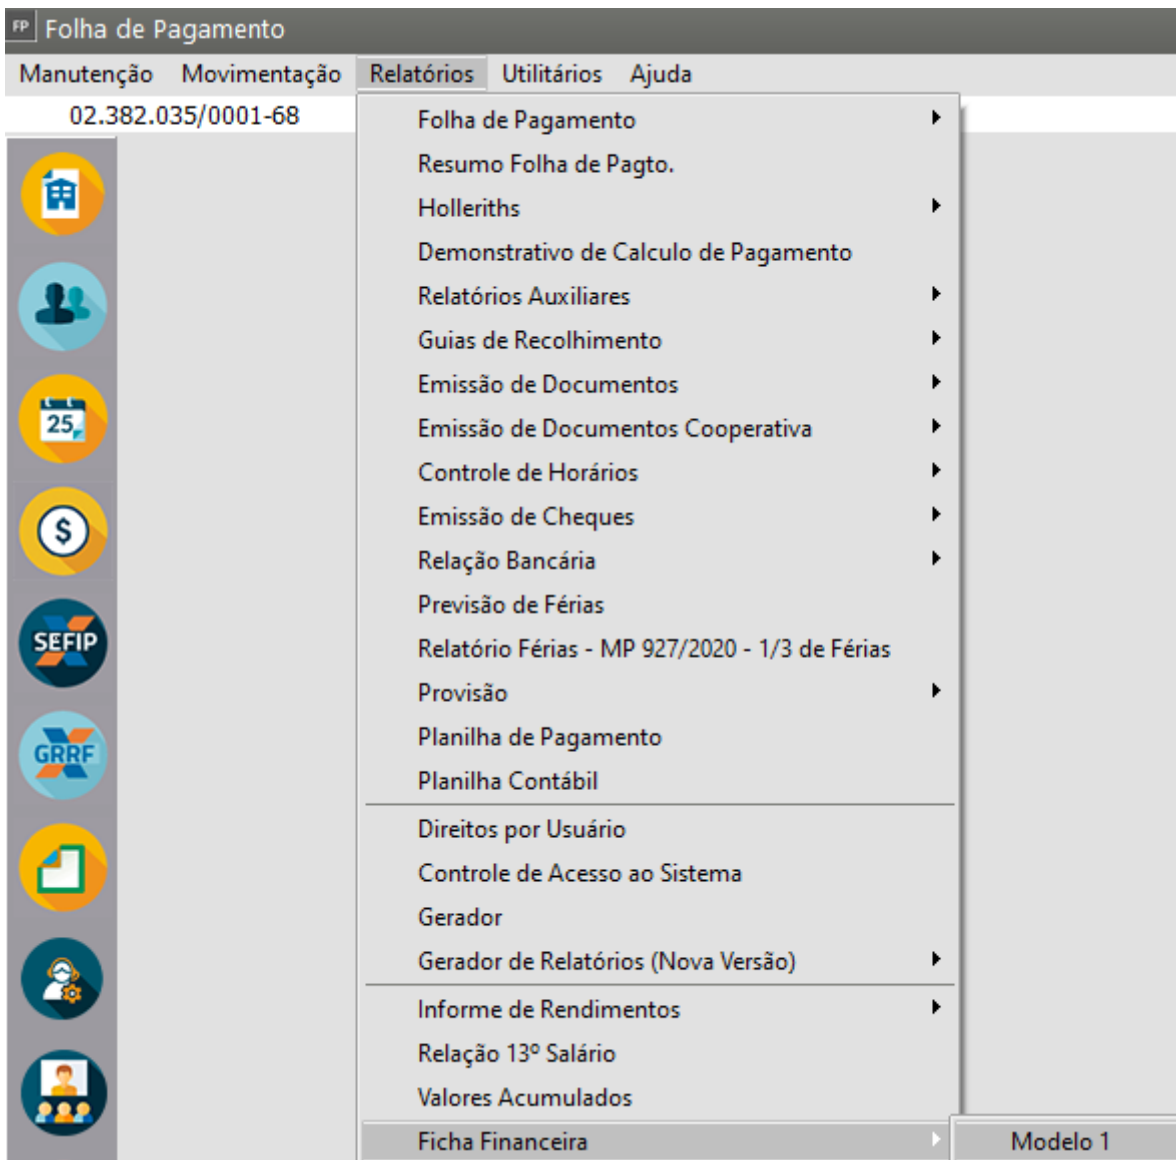 FP Folha de Pagamento
Manutenção Movimentação Relatórios Utilitários Ajuda
02.382.035/0001-68
Folha de Pagamento
Resumo Folha de Pagto.
Holleriths
Demonstrativo de Calculo de Pagamento
Relatórios Auxiliares
Guias de Recolhimento
Emissão de Documentos
25
Emissão de Documentos Cooperativa
Controle de Horários
Emissão de Cheques
$
Relação Bancária
Previsão de Férias
SEFIP
Relatório Férias - MP 927/2020 - 1/3 de Férias
Provisão
Planilha de Pagamento
GRRF
Planilha Contábil
Direitos por Usuário
Controle de Acesso ao Sistema
Gerador
Gerador de Relatórios (Nova Versão)
Informe de Rendimentos
Relação 13º Salário
Valores Acumulados
Ficha Financeira Modelo 1